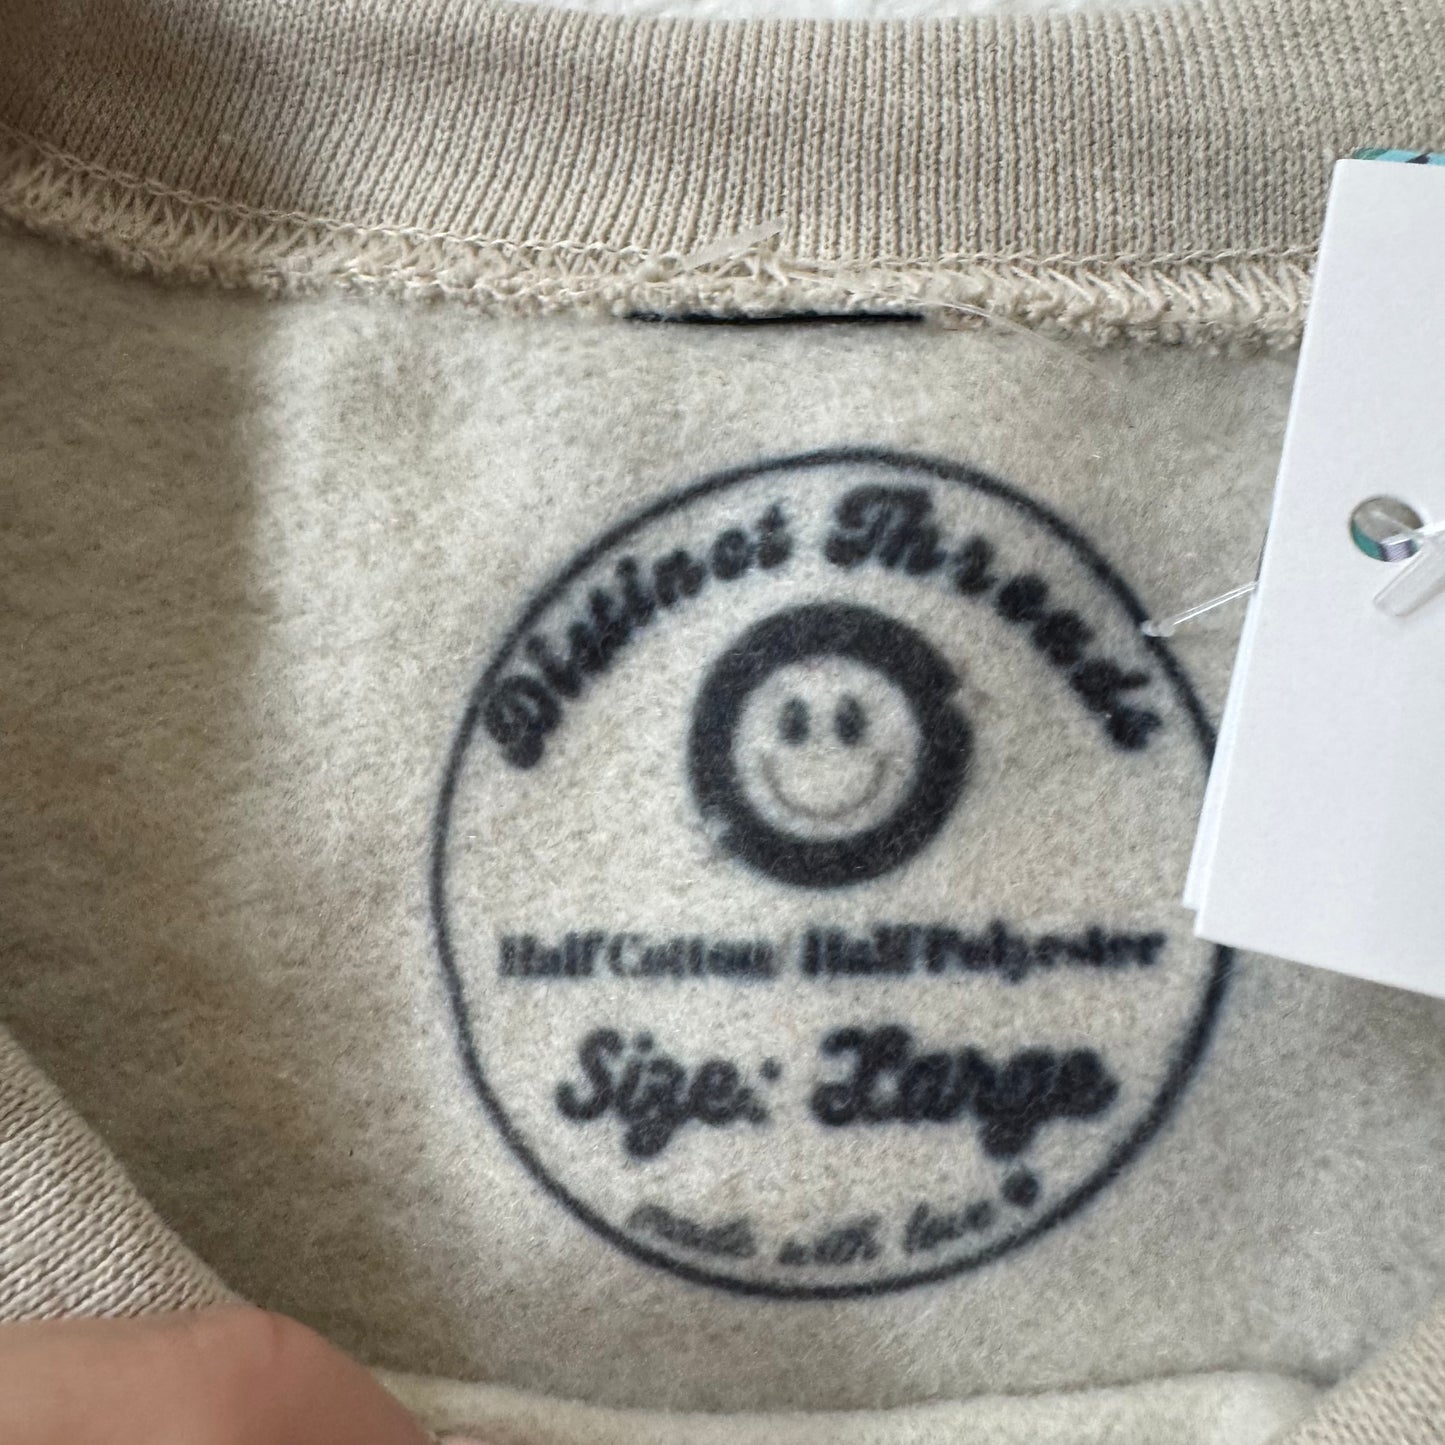 Distinct Threads
Half Cotton Half Polyester
Size: Large
made with love